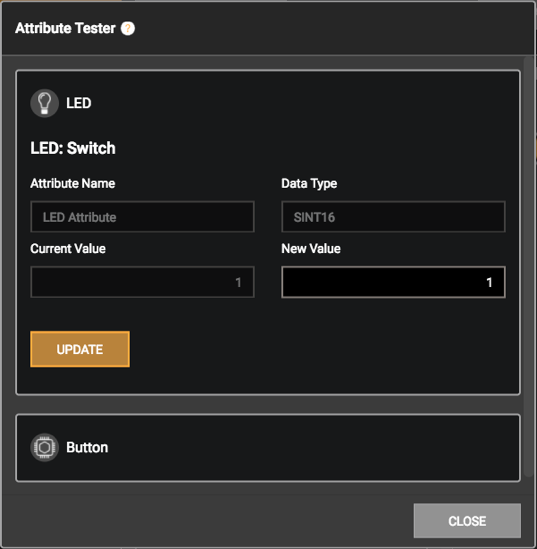 Attribute Tester ?
LED
LED: Switch
Attribute Name Data Type
LED Attribute SINT16
Current Value New Value
1 1
UPDATE
Button
CLOSE